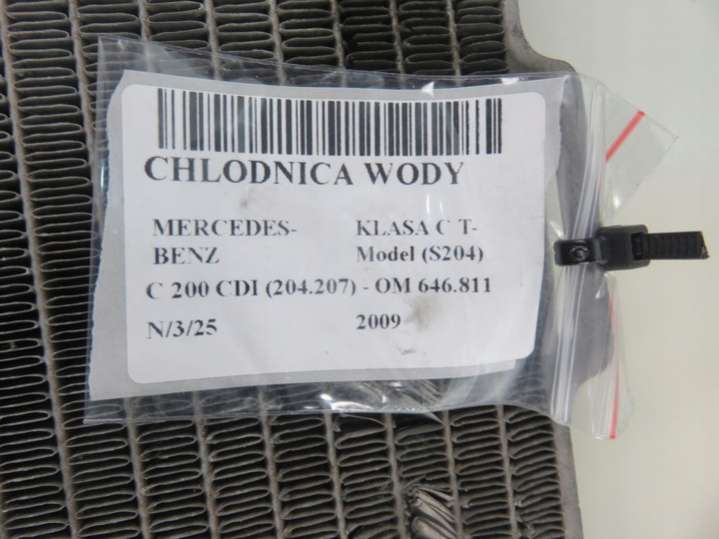 CHLODNICA WODY
MERCEDES-BENZ
KLASA C T-Model (S204)
C 200 CDI (204.207) - OM 646.811
N/3/25
2009